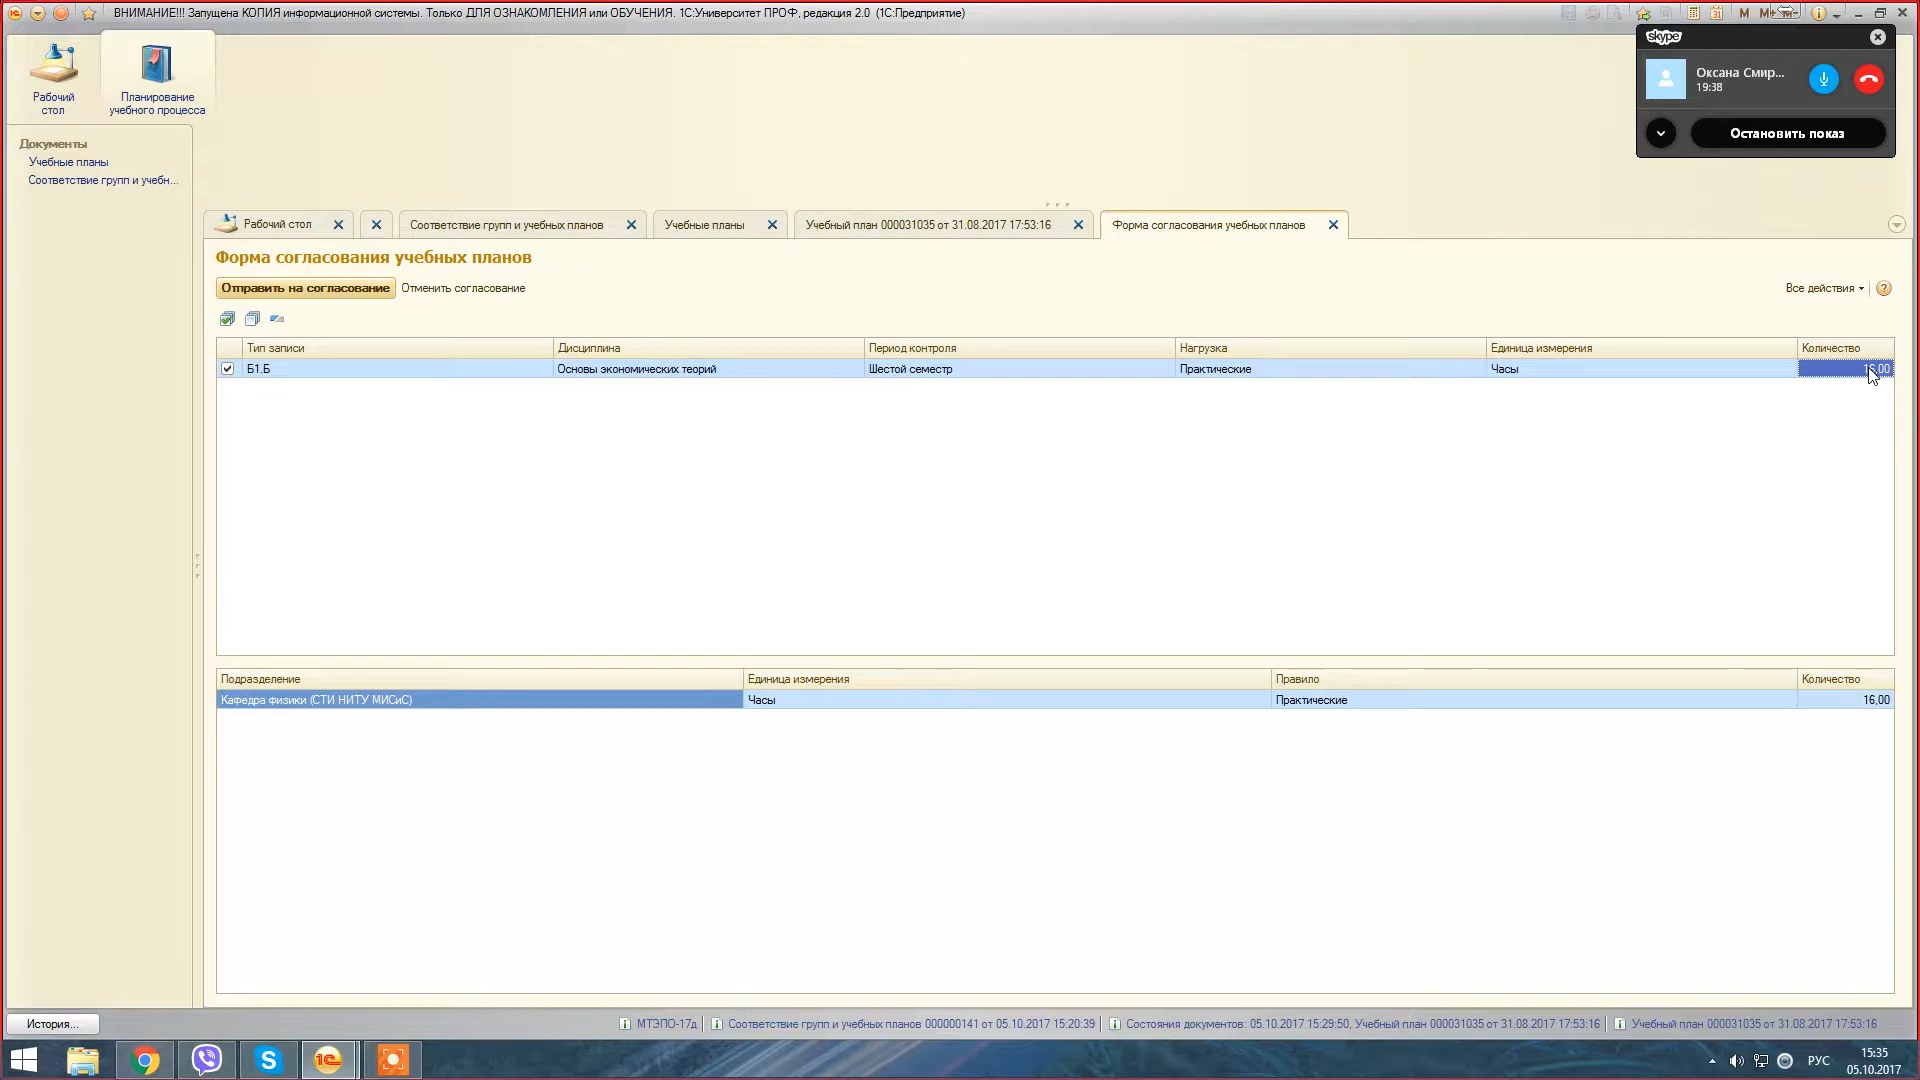 ВНИМАНИЕ!!! Запущена КОПИЯ информационной системы. Только ДЛЯ ОЗНАКОМЛЕНИЯ или ОБУЧЕНИЯ. 1С:Университет ПРОФ, редакция 2.0 (1С:Предприятие)
M M+ M-
skype
Оксана Смир...
19:38
Остановить показ
Рабочий
стол
Планирование
учебного процесса
Документы
Учебные планы
Соответствие групп и учебн...
Рабочий стол
Соответствие групп и учебных планов
Учебные планы
Учебный план 000031035 от 31.08.2017 17:53:16
Форма согласования учебных планов
Форма согласования учебных планов
Отправить на согласование Отменить согласование
Все действия
Тип записи Дисциплина Период контроля Нагрузка Единица измерения Количество
Б1.Б Основы экономических теорий Шестой семестр Практические Часы 16,00
Подразделение Единица измерения Правило Количество
Кафедра физики (СТИ НИТУ МИСиС) Часы Практические 16,00
История...
МТЭПО-17д
Соответствие групп и учебных планов 000000141 от 05.10.2017 15:20:39
Состояния документов: 05.10.2017 15:29:50, Учебный план 000031035 от 31.08.2017 17:53:16
Учебный план 000031035 от 31.08.2017 17:53:16
РУС
15:35
05.10.2017